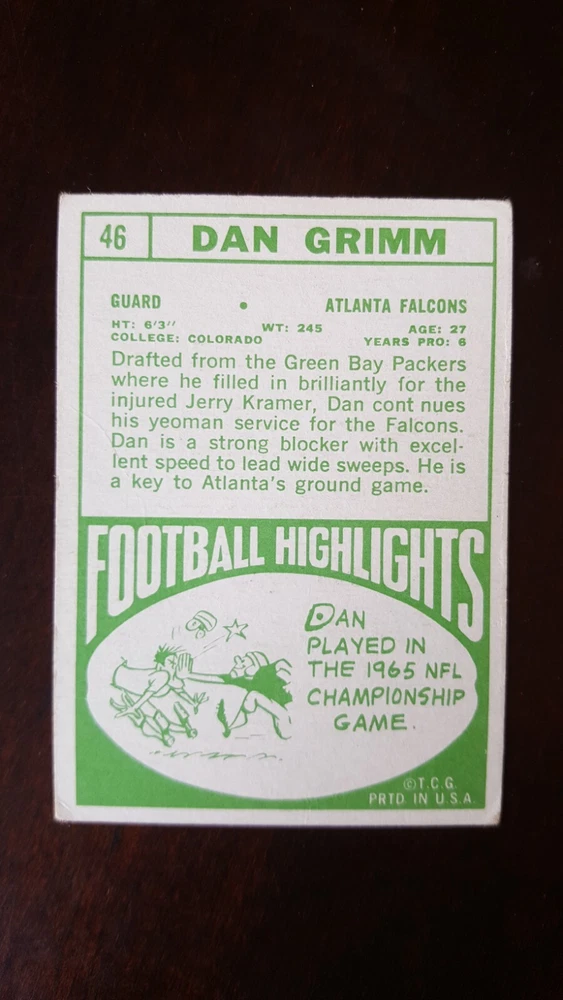 46 DAN GRIMM
GUARD • ATLANTA FALCONS
HT: 6'3" WT: 245 AGE: 27
COLLEGE: COLORADO YEARS PRO: 6
Drafted from the Green Bay Packers
where he filled in brilliantly for the
injured Jerry Kramer, Dan cont nues
his yeoman service for the Falcons.
Dan is a strong blocker with excel-
lent speed to lead wide sweeps. He is
a key to Atlanta's ground game.
FOOTBALL HIGHLIGHTS
DAN
PLAYED IN
THE 1965 NFL
CHAMPIONSHIP
GAME.
©T.C.G.
PRTD IN U.S.A.